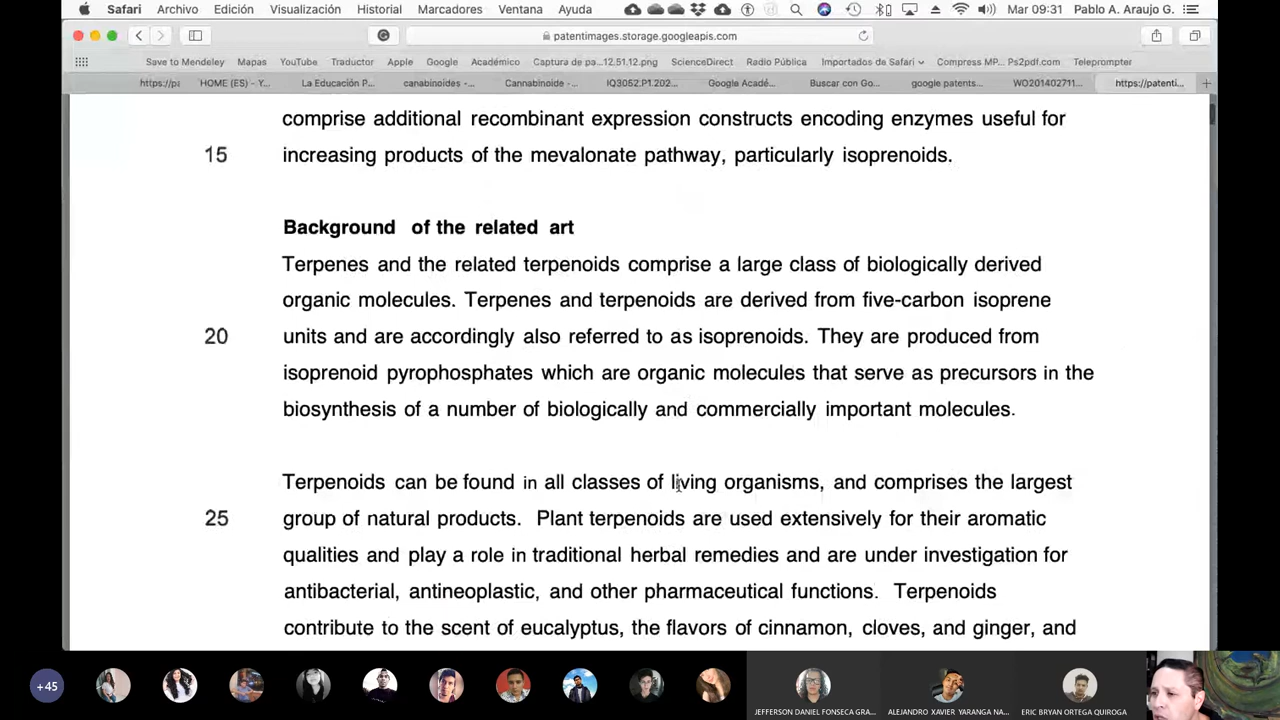 Safari Archivo Edición Visualización Historial Marcadores Ventana Ayuda Mar 09:31 Pablo A. Araujo G.
patentimages.storage.googleapis.com
Save to Mendeley Mapas YouTube Traductor Apple Google Académico Captura de pa...12.51.12.png ScienceDirect Radio Pública Importados de Safari Compress MP... Ps2pdf.com Teleprompter
https://pa HOME (ES) - Y... La Educación P... canabinoides -... Cannabinoide -... IQ3052.P1.202... Google Acadé... Buscar con Go... google patents... WO201402711... https://patenti...
comprise additional recombinant expression constructs encoding enzymes useful for
15 increasing products of the mevalonate pathway, particularly isoprenoids.
Background of the related art
Terpenes and the related terpenoids comprise a large class of biologically derived
organic molecules. Terpenes and terpenoids are derived from five-carbon isoprene
20 units and are accordingly also referred to as isoprenoids. They are produced from
isoprenoid pyrophosphates which are organic molecules that serve as precursors in the
biosynthesis of a number of biologically and commercially important molecules.
Terpenoids can be found in all classes of living organisms, and comprises the largest
25 group of natural products. Plant terpenoids are used extensively for their aromatic
qualities and play a role in traditional herbal remedies and are under investigation for
antibacterial, antineoplastic, and other pharmaceutical functions. Terpenoids
contribute to the scent of eucalyptus, the flavors of cinnamon, cloves, and ginger, and
+45
JEFFERSON DANIEL FONSECA GRA... ALEJANDRO XAVIER YARANGA NA... ERIC BRYAN ORTEGA QUIROGA